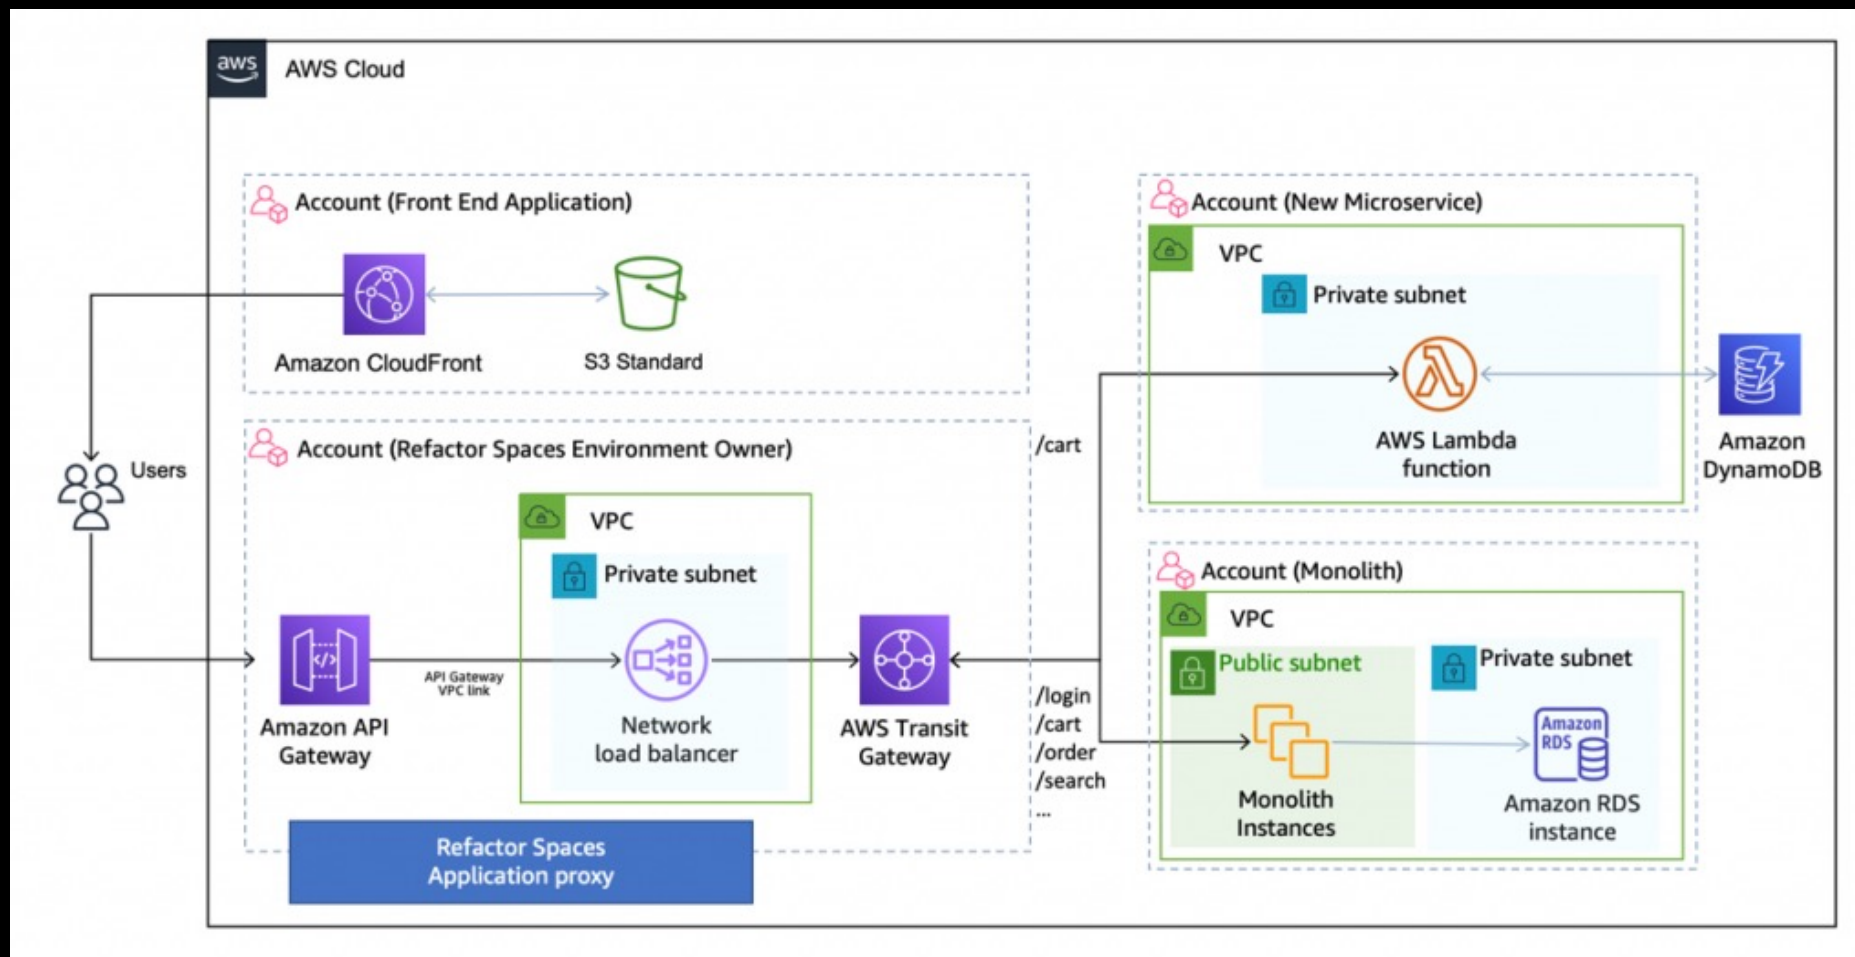 aws
AWS Cloud
Account (Front End Application)
Amazon CloudFront
S3 Standard
Users
Account (Refactor Spaces Environment Owner)
VPC
Private subnet
Amazon API
Gateway
API Gateway
VPC link
Network
load balancer
AWS Transit
Gateway
Refactor Spaces
Application proxy
/cart
/login
/cart
/order
/search
...
Account (New Microservice)
VPC
Private subnet
AWS Lambda
function
Amazon
DynamoDB
Account (Monolith)
VPC
Public subnet
Monolith
Instances
Private subnet
Amazon
RDS
Amazon RDS
instance